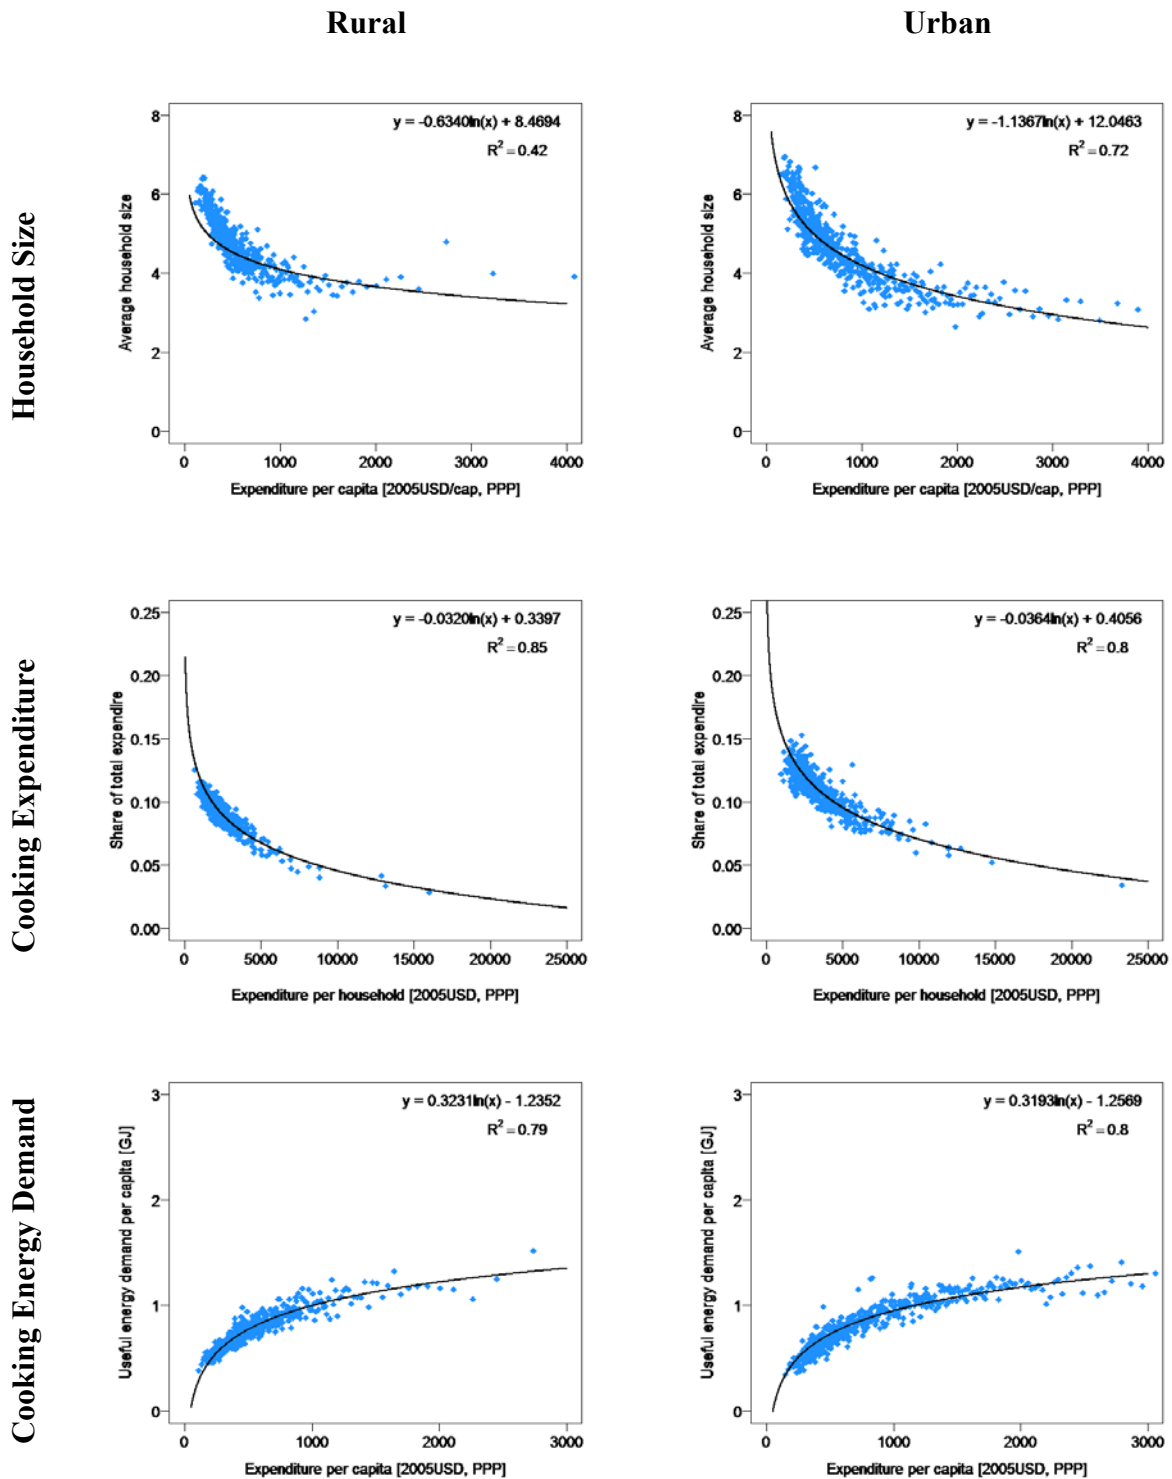 Rural
Urban
Household Size
y = -0.6340ln(x) + 8.4694
R² = 0.42
Average household size
8
6
4
2
0
0 1000 2000 3000 4000
Expenditure per capita [2005USD/cap, PPP]
y = -1.1367ln(x) + 12.0463
R² = 0.72
Average household size
8
6
4
2
0
0 1000 2000 3000 4000
Expenditure per capita [2005USD/cap, PPP]
Cooking Expenditure
y = -0.0320ln(x) + 0.3397
R² = 0.85
Share of total expendire
0.25
0.20
0.15
0.10
0.05
0.00
0 5000 10000 15000 20000 25000
Expenditure per household [2005USD, PPP]
y = -0.0364ln(x) + 0.4056
R² = 0.8
Share of total expendire
0.25
0.20
0.15
0.10
0.05
0.00
0 5000 10000 15000 20000 25000
Expenditure per household [2005USD, PPP]
Cooking Energy Demand
y = 0.3231ln(x) - 1.2352
R² = 0.79
Useful energy demand per capita [GJ]
3
2
1
0
0 1000 2000 3000
Expenditure per capita [2005USD, PPP]
y = 0.3193ln(x) - 1.2569
R² = 0.8
Useful energy demand per capita [GJ]
3
2
1
0
0 1000 2000 3000
Expenditure per capita [2005USD, PPP]